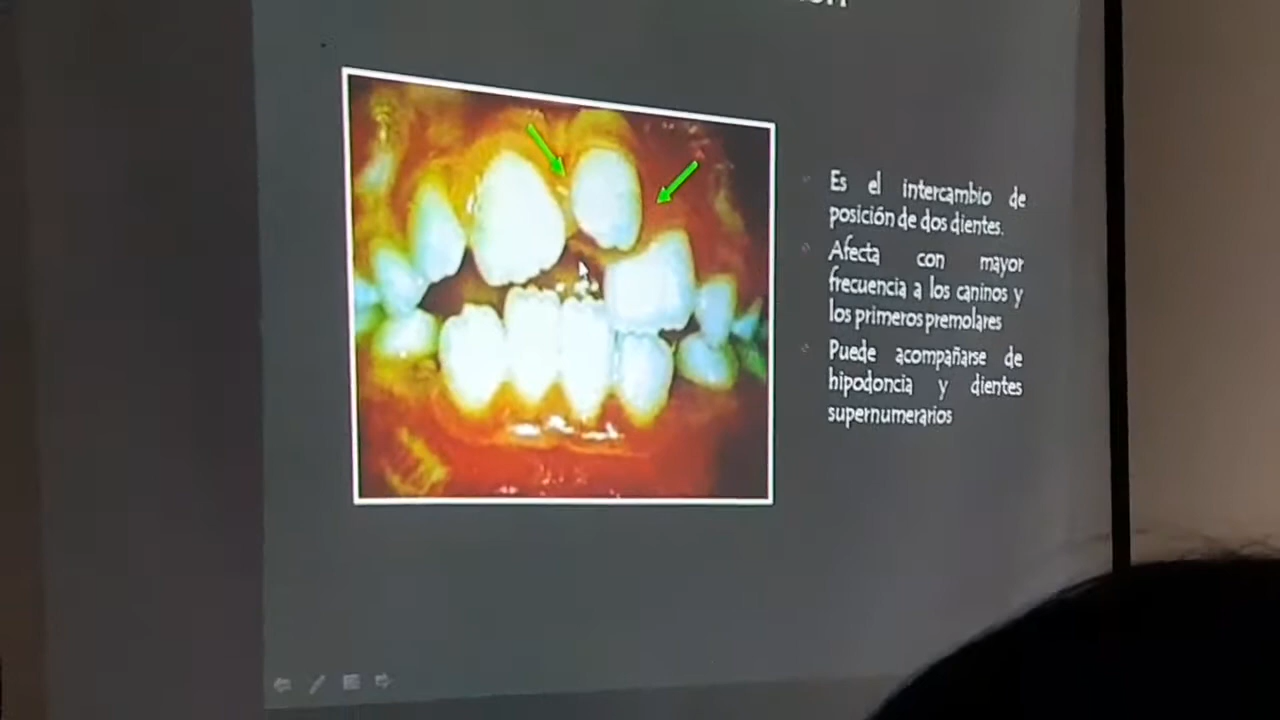 Es el intercambio de
posición de dos dientes.
Afecta con mayor
frecuencia a los caninos y
los primeros premolares
Puede acompañarse de
hipodoncia y dientes
supernumerarios